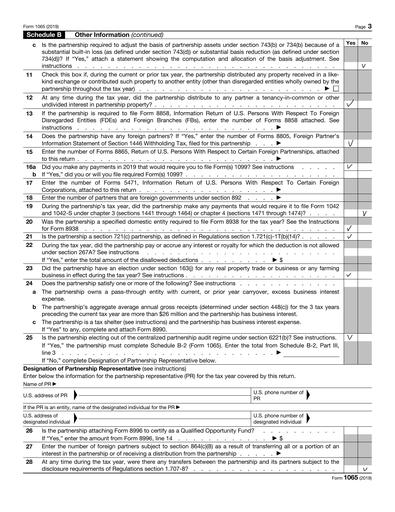 Form 1065 (2019) Page 3
Schedule B Other Information (continued)
Yes No
c Is the partnership required to adjust the basis of partnership assets under section 743(b) or 734(b) because of a
substantial built-in loss (as defined under section 743(d)) or substantial basis reduction (as defined under section
734(d))? If "Yes," attach a statement showing the computation and allocation of the basis adjustment. See
instructions
11 Check this box if, during the current or prior tax year, the partnership distributed any property received in a like-
kind exchange or contributed such property to another entity (other than disregarded entities wholly owned by the
partnership throughout the tax year) ▶ ☐
12 At any time during the tax year, did the partnership distribute to any partner a tenancy-in-common or other
undivided interest in partnership property?
13 If the partnership is required to file Form 8858, Information Return of U.S. Persons With Respect To Foreign
Disregarded Entities (FDEs) and Foreign Branches (FBs), enter the number of Forms 8858 attached. See
instructions ▶
14 Does the partnership have any foreign partners? If "Yes," enter the number of Forms 8805, Foreign Partner's
Information Statement of Section 1446 Withholding Tax, filed for this partnership ▶
15 Enter the number of Forms 8865, Return of U.S. Persons With Respect to Certain Foreign Partnerships, attached
to this return ▶
16a Did you make any payments in 2019 that would require you to file Form(s) 1099? See instructions
b If "Yes," did you or will you file required Form(s) 1099?
17 Enter the number of Forms 5471, Information Return of U.S. Persons With Respect To Certain Foreign
Corporations, attached to this return ▶
18 Enter the number of partners that are foreign governments under section 892 ▶
19 During the partnership's tax year, did the partnership make any payments that would require it to file Form 1042
and 1042-S under chapter 3 (sections 1441 through 1464) or chapter 4 (sections 1471 through 1474)?
20 Was the partnership a specified domestic entity required to file Form 8938 for the tax year? See the Instructions
for Form 8938
21 Is the partnership a section 721(c) partnership, as defined in Regulations section 1.721(c)-1T(b)(14)?
22 During the tax year, did the partnership pay or accrue any interest or royalty for which the deduction is not allowed
under section 267A? See instructions
If "Yes," enter the total amount of the disallowed deductions ▶ $
23 Did the partnership have an election under section 163(j) for any real property trade or business or any farming
business in effect during the tax year? See instructions
24 Does the partnership satisfy one or more of the following? See instructions
a The partnership owns a pass-through entity with current, or prior year carryover, excess business interest
expense.
b The partnership's aggregate average annual gross receipts (determined under section 448(c)) for the 3 tax years
preceding the current tax year are more than $26 million and the partnership has business interest.
c The partnership is a tax shelter (see instructions) and the partnership has business interest expense.
If "Yes" to any, complete and attach Form 8990.
25 Is the partnership electing out of the centralized partnership audit regime under section 6221(b)? See instructions.
If "Yes," the partnership must complete Schedule B-2 (Form 1065). Enter the total from Schedule B-2, Part III,
line 3 ▶
If "No," complete Designation of Partnership Representative below.
Designation of Partnership Representative (see instructions)
Enter below the information for the partnership representative (PR) for the tax year covered by this return.
Name of PR ▶
U.S. address of PR
U.S. phone number of
PR
If the PR is an entity, name of the designated individual for the PR ▶
U.S. address of
designated individual
U.S. phone number of
designated individual
26 Is the partnership attaching Form 8996 to certify as a Qualified Opportunity Fund?
If "Yes," enter the amount from Form 8996, line 14 ▶ $
27 Enter the number of foreign partners subject to section 864(c)(8) as a result of transferring all or a portion of an
interest in the partnership or of receiving a distribution from the partnership ▶
28 At any time during the tax year, were there any transfers between the partnership and its partners subject to the
disclosure requirements of Regulations section 1.707-8?
Form 1065 (2019)